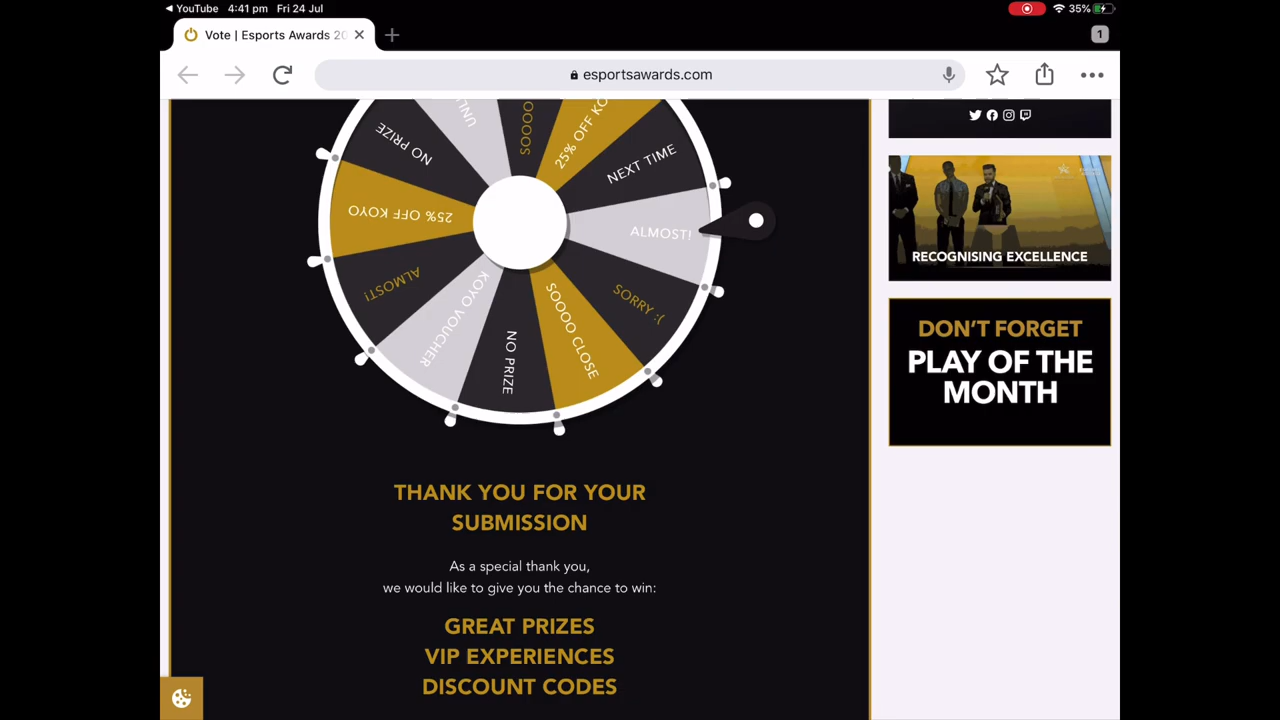 YouTube 4:41 pm Fri 24 Jul 35%
Vote | Esports Awards 20 1
esportsawards.com
25% OFF KO
NEXT TIME
ALMOST!
SORRY :(
SOOOO CLOSE
NO PRIZE
KOYO VOUCHER
ALMOST!
25% OFF KOYO
NO PRIZE
THANK YOU FOR YOUR
SUBMISSION
As a special thank you,
we would like to give you the chance to win:
GREAT PRIZES
VIP EXPERIENCES
DISCOUNT CODES
RECOGNISING EXCELLENCE
DON'T FORGET
PLAY OF THE
MONTH